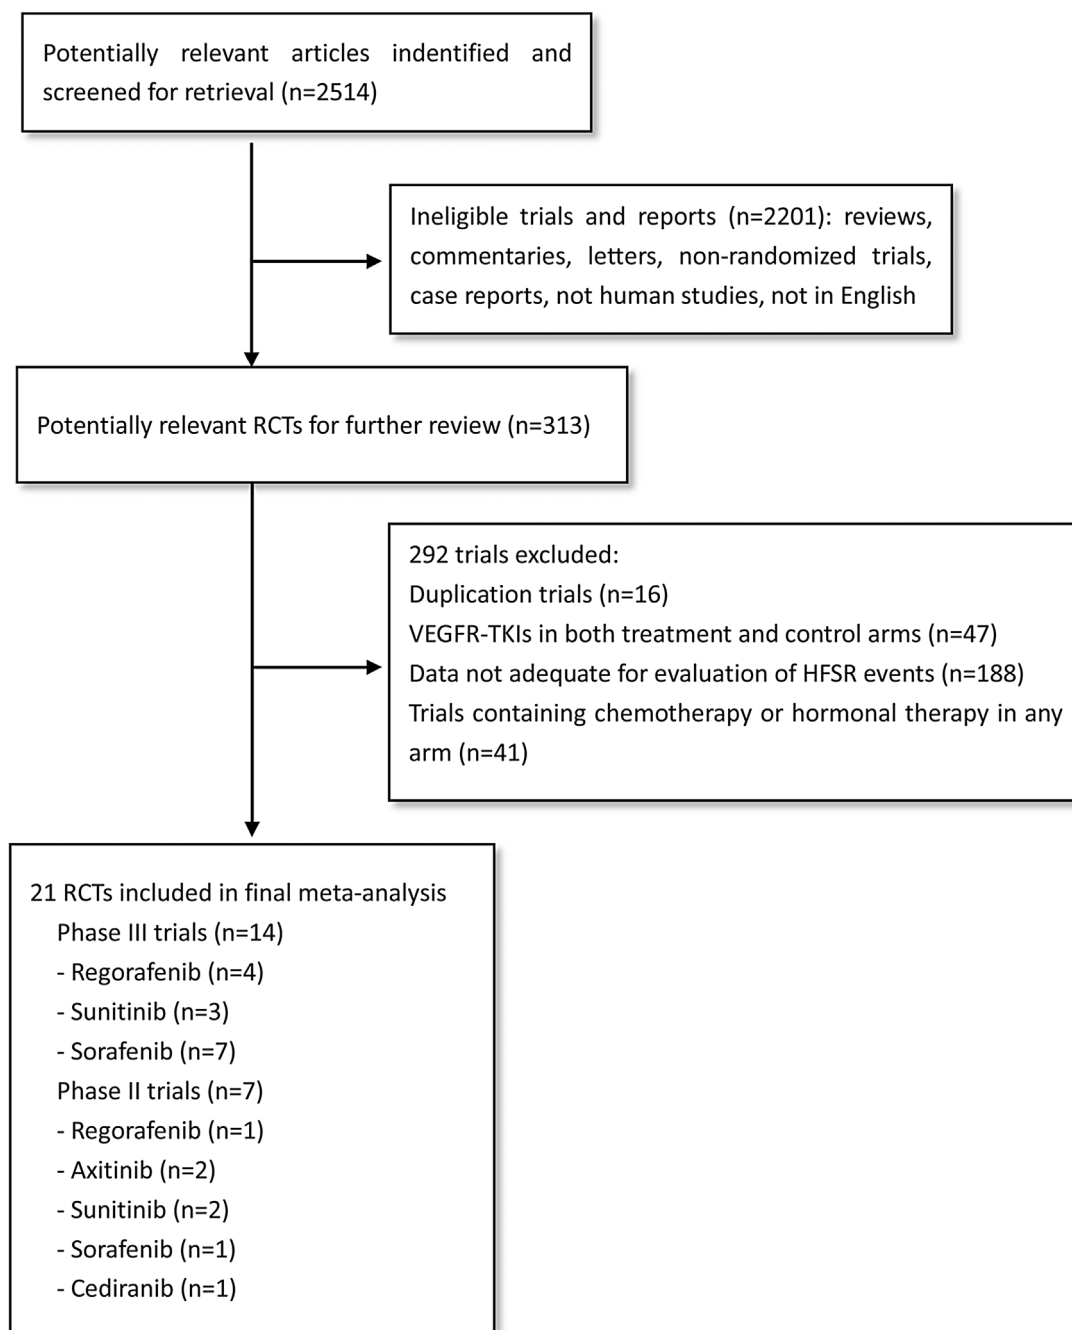 Potentially relevant articles indentified and
screened for retrieval (n=2514)
Ineligible trials and reports (n=2201): reviews,
commentaries, letters, non-randomized trials,
case reports, not human studies, not in English
Potentially relevant RCTs for further review (n=313)
292 trials excluded:
Duplication trials (n=16)
VEGFR-TKIs in both treatment and control arms (n=47)
Data not adequate for evaluation of HFSR events (n=188)
Trials containing chemotherapy or hormonal therapy in any
arm (n=41)
21 RCTs included in final meta-analysis
Phase III trials (n=14)
- Regorafenib (n=4)
- Sunitinib (n=3)
- Sorafenib (n=7)
Phase II trials (n=7)
- Regorafenib (n=1)
- Axitinib (n=2)
- Sunitinib (n=2)
- Sorafenib (n=1)
- Cediranib (n=1)